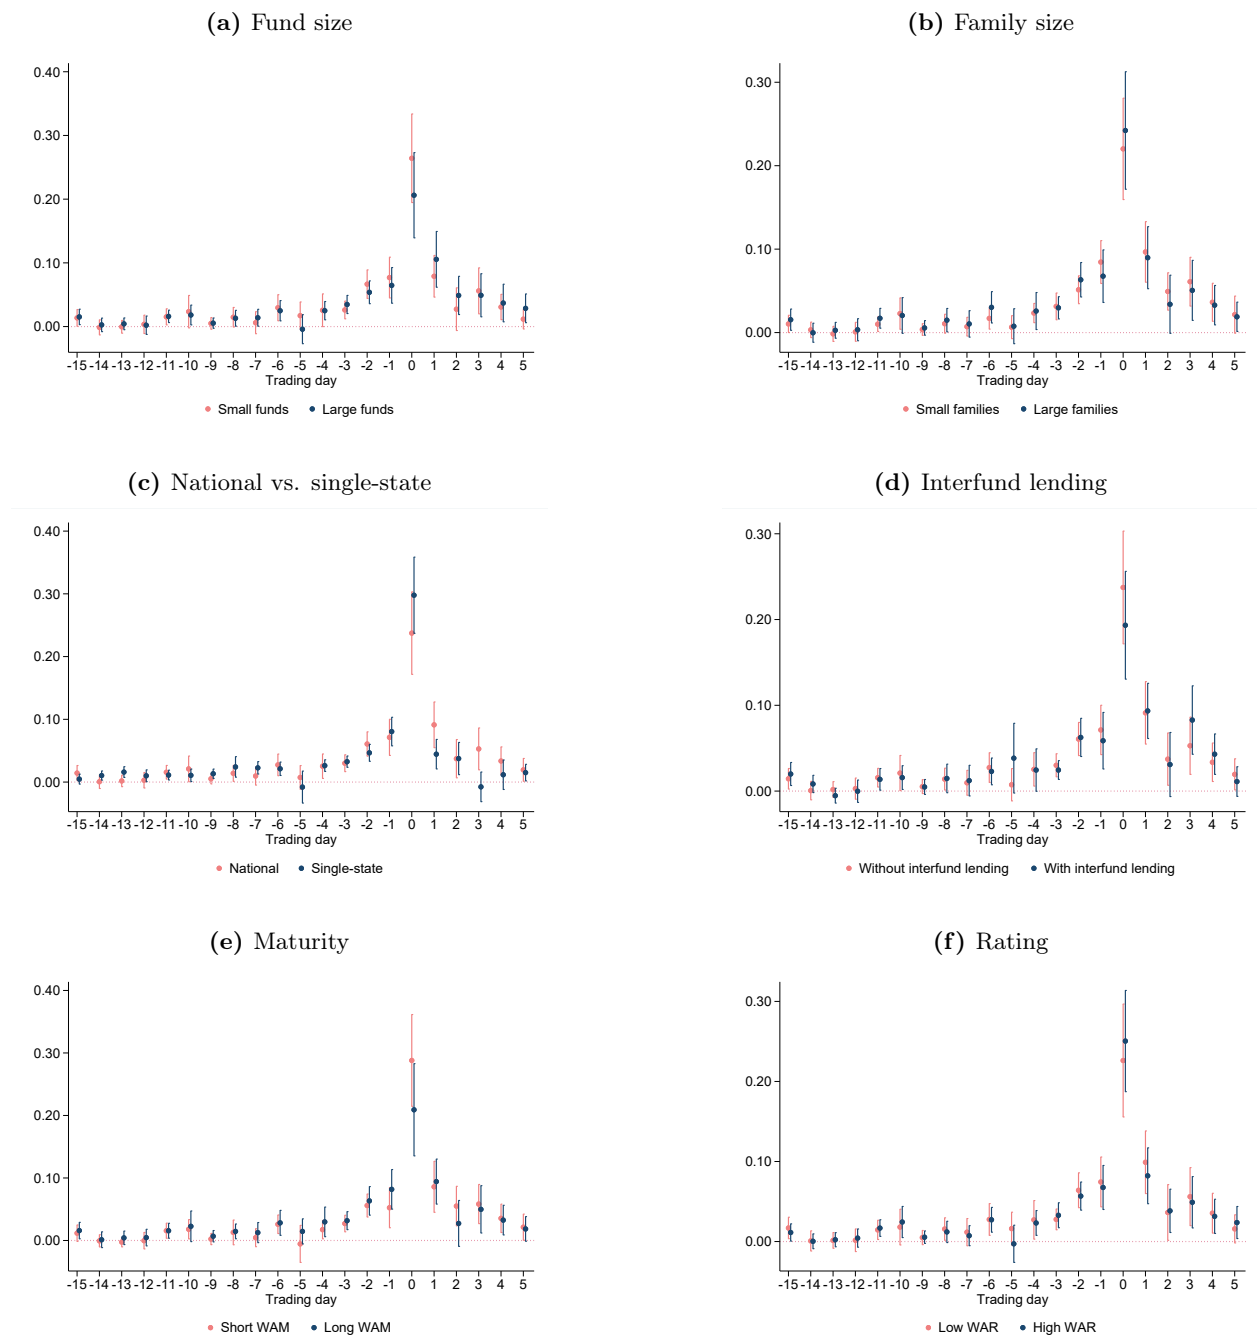 (a) Fund size
0.40
0.30
0.20
0.10
0.00
-15 -14 -13 -12 -11 -10 -9 -8 -7 -6 -5 -4 -3 -2 -1 0 1 2 3 4 5
Trading day
Small funds Large funds
(b) Family size
0.30
0.20
0.10
0.00
-15 -14 -13 -12 -11 -10 -9 -8 -7 -6 -5 -4 -3 -2 -1 0 1 2 3 4 5
Trading day
Small families Large families
(c) National vs. single-state
0.40
0.30
0.20
0.10
0.00
-15 -14 -13 -12 -11 -10 -9 -8 -7 -6 -5 -4 -3 -2 -1 0 1 2 3 4 5
Trading day
National Single-state
(d) Interfund lending
0.30
0.20
0.10
0.00
-15 -14 -13 -12 -11 -10 -9 -8 -7 -6 -5 -4 -3 -2 -1 0 1 2 3 4 5
Trading day
Without interfund lending With interfund lending
(e) Maturity
0.40
0.30
0.20
0.10
0.00
-15 -14 -13 -12 -11 -10 -9 -8 -7 -6 -5 -4 -3 -2 -1 0 1 2 3 4 5
Trading day
Short WAM Long WAM
(f) Rating
0.30
0.20
0.10
0.00
-15 -14 -13 -12 -11 -10 -9 -8 -7 -6 -5 -4 -3 -2 -1 0 1 2 3 4 5
Trading day
Low WAR High WAR